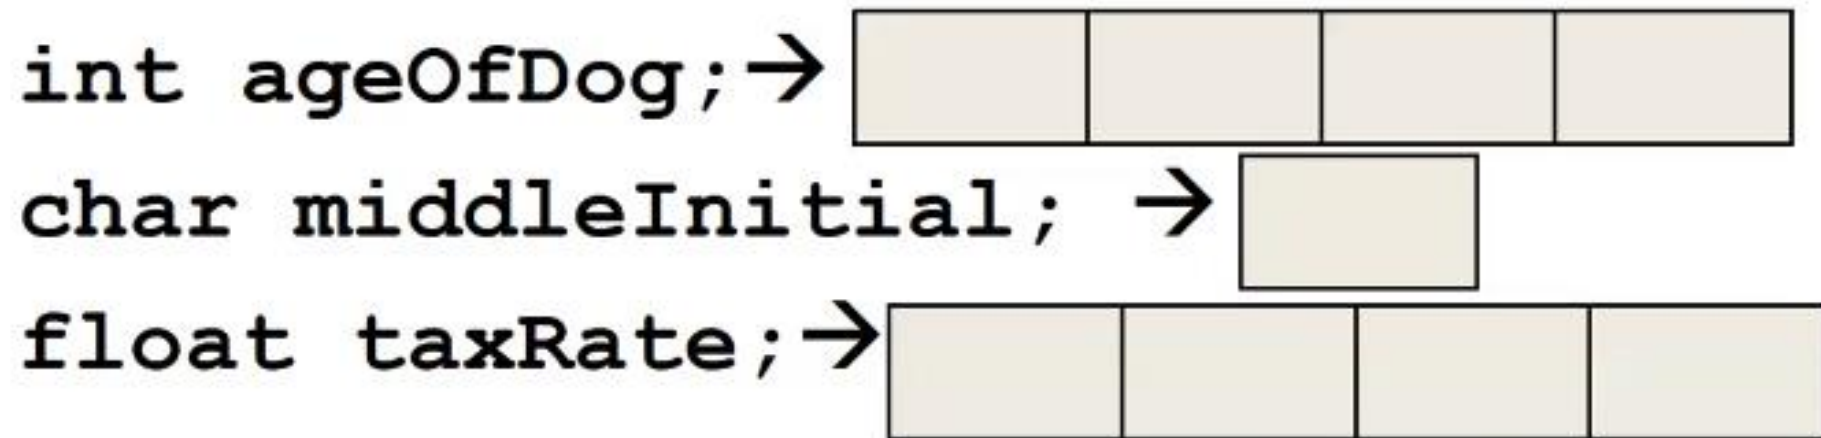 int ageOfDog;→
char middleInitial; →
float taxRate;→